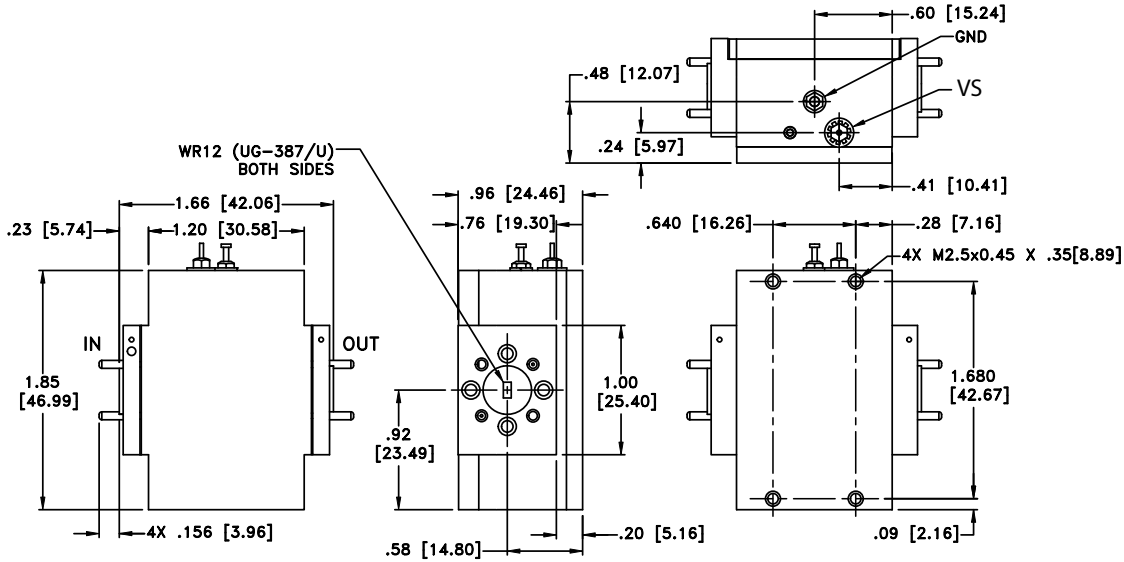 .60 [15.24]
GND
.48 [12.07]
VS
.24 [5.97]
WR12 (UG-387/U)
BOTH SIDES
.96 [24.46]
.41 [10.41]
1.66 [42.06]
.23 [5.74]
1.20 [30.58]
.76 [19.30]
.640 [16.26]
.28 [7.16]
4X M2.5x0.45 X .35[8.89]
IN
OUT
1.85
[46.99]
1.00
[25.40]
1.680
[42.67]
.92
[23.49]
4X .156 [3.96]
.20 [5.16]
.09 [2.16]
.58 [14.80]